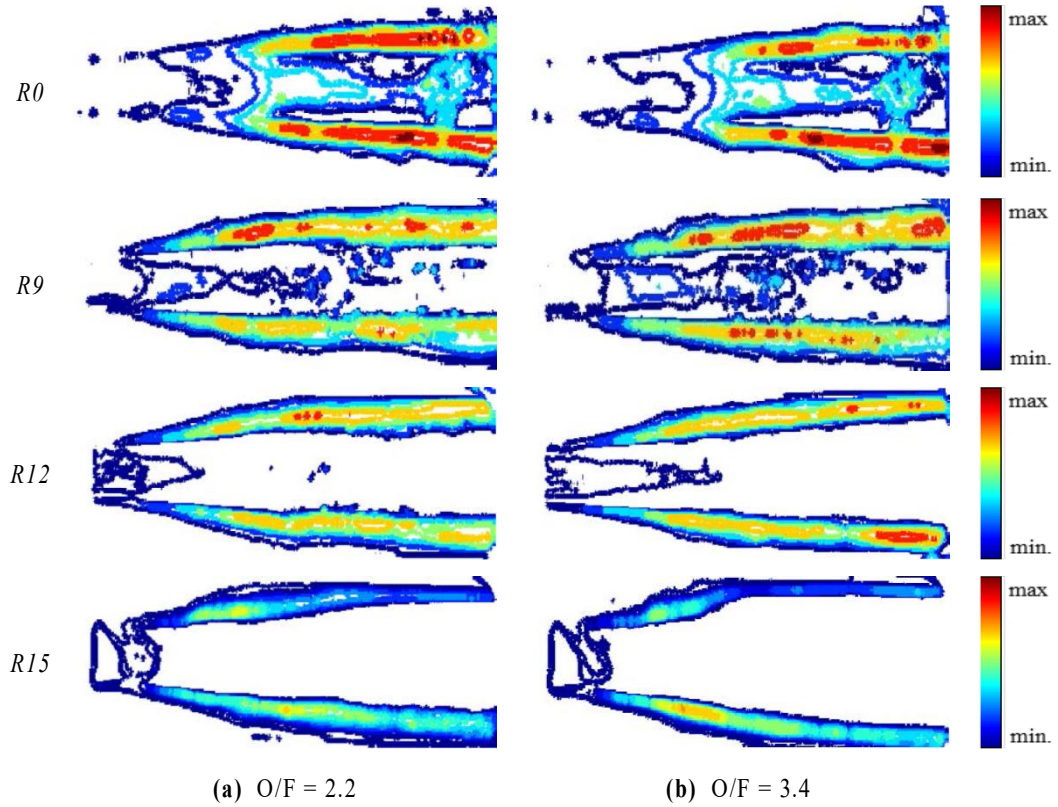 max
R0
min.
max
R9
min.
max
R12
min.
max
R15
min.
(a) O/F = 2.2
(b) O/F = 3.4